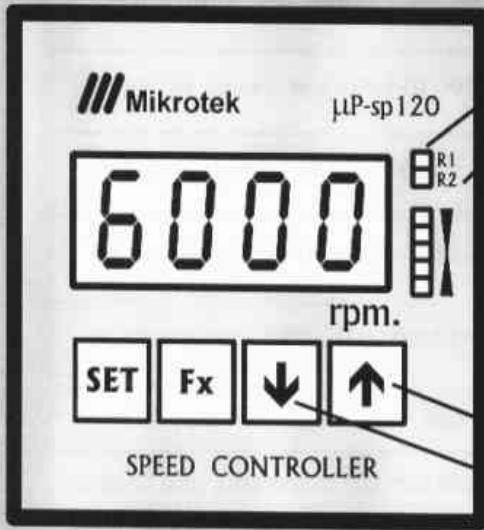 Mikrotek
µP-sp120
6000
R1
R2
rpm.
SET Fx
SPEED CONTROLLER